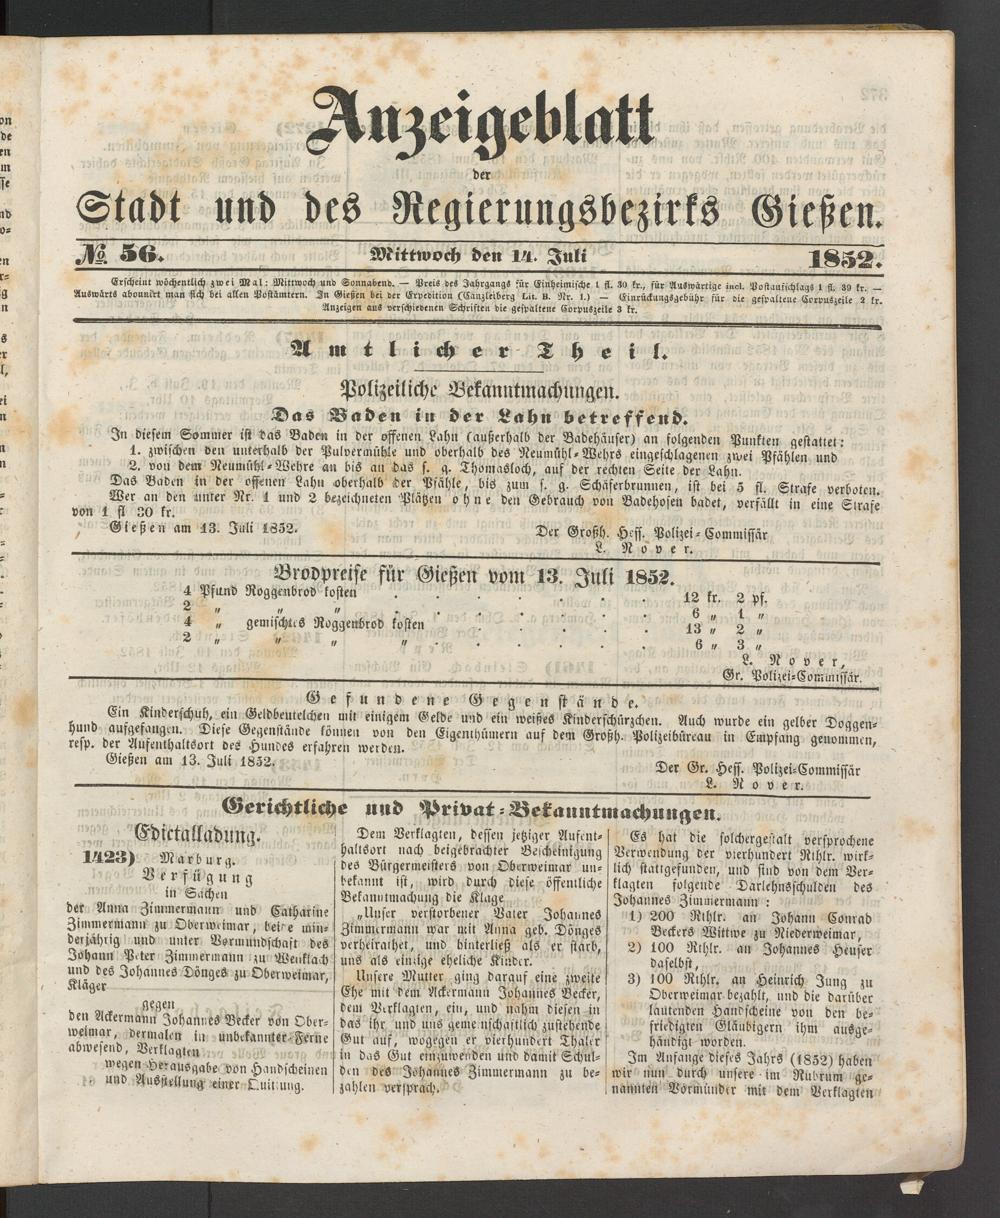 Anzeigeblatt
der
Stadt und des Regierungsbezirks Gießen.
No. 56. Mittwoch den 14. Juli 1852.
Erscheint wöchentlich zwei Mal: Mittwoch und Sonnabend. — Preis des Jahrgangs für Einheimische 1 fl. 30 kr., für Auswärtige incl. Postaufschlags 1 fl. 39 kr. —
Auswärts abonnirt man sich bei allen Postämtern. In Gießen bei der Expedition (Canzleiberg Lit. B. Nr. 1.) — Einrückungsgebühr für die gespaltene Corpuszeile 2 kr.
Anzeigen aus verschiedenen Schriften die gespaltene Corpuszeile 3 kr.
Amtlicher Theil.
Polizeiliche Bekanntmachungen.
Das Baden in der Lahn betreffend.
In diesem Sommer ist das Baden in der offenen Lahn (außerhalb der Badehäuser) an folgenden Punkten gestattet:
1. zwischen den unterhalb der Pulvermühle und oberhalb des Neumühl-Wehrs eingeschlagenen zwei Pfählen und
2. von dem Neumühl-Wehre an bis an das s. g. Thomasloch, auf der rechten Seite der Lahn.
Das Baden in der offenen Lahn oberhalb der Pfähle, bis zum s. g. Schäferbrunnen, ist bei 5 fl. Strafe verboten.
Wer an den unter Nr. 1 und 2 bezeichneten Plätzen ohne den Gebrauch von Badehosen badet, verfällt in eine Strafe
von 1 fl 30 kr.
Gießen am 13. Juli 1852. Der Großh. Hess. Polizei-Commissär
L. Nover.
Brodpreise für Gießen vom 13. Juli 1852.
4 Pfund Roggenbrod kosten . . . . . . . 12 kr. 2 pf.
2 „ „ „ . . . . . . . 6 „ 1 „
4 „ gemischtes Roggenbrod kosten . . . . . 13 „ 2 „
2 „ „ „ „ . . . . . 6 „ 3 „
L. Nover,
Gr. Polizei-Commissär.
Gefundene Gegenstände.
Ein Kinderschuh, ein Geldbeutelchen mit einigem Gelde und ein weißes Kinderschürzchen. Auch wurde ein gelber Doggen-
hund aufgefangen. Diese Gegenstände können von den Eigenthümern auf dem Großh. Polizeibüreau in Empfang genommen,
resp. der Aufenthaltsort des Hundes erfahren werden.
Gießen am 13. Juli 1852. Der Gr. Hess. Polizei-Commissär
L. Nover.
Gerichtliche und Privat-Bekanntmachungen.
Edictalladung.
1423) Marburg.
Verfügung
in Sachen
der Anna Zimmermann und Catharine
Zimmermann zu Oberweimar, beide min-
derjährig und unter Vormundschaft des
Johann Peter Zimmermann zu Wenkbach
und des Johannes Dönges zu Oberweimar,
Kläger
gegen
den Ackermann Johannes Becker von Ober-
weimar, dermalen in unbekannter Ferne
abwesend, Verklagten
wegen Herausgabe von Handscheinen
und Ausstellung einer Quittung.
Dem Verklagten, dessen jetziger Aufent-
haltsort nach beigebrachter Bescheinigung
des Bürgermeisters von Oberweimar un-
bekannt ist, wird durch diese öffentliche
Bekanntmachung die Klage
„Unser verstorbener Vater Johannes
Zimmermann war mit Anna geb. Dönges
verheirathet, und hinterließ als er starb,
uns als einzige eheliche Kinder.
Unsere Mutter ging darauf eine zweite
Ehe mit dem Ackermann Johannes Becker,
dem Verklagten, ein, und nahm diesen in
das ihr und uns gemeinschaftlich zustehende
Gut auf, wogegen er vierhundert Thaler
in das Gut einzuwenden und damit Schul-
den des Johannes Zimmermann zu be-
zahlen versprach.
Es hat die solchergestalt versprochene
Verwendung der vierhundert Rthlr. wirk-
lich stattgefunden, und sind von dem Ver-
klagten folgende Darlehnsschulden des
Johannes Zimmermann:
1) 200 Rthlr. an Johann Conrad
Beckers Wittwe zu Niederweimar,
2) 100 Rthlr. an Johannes Heuser
daselbst,
3) 100 Rthlr. an Heinrich Jung zu
Oberweimar bezahlt, und die darüber
lautenden Handscheine von den be-
friedigten Gläubigern ihm ausge-
händigt worden.
Im Anfange dieses Jahrs (1852) haben
wir nun durch unsere im Rubrum ge-
nannten Vormünder mit dem Verklagten